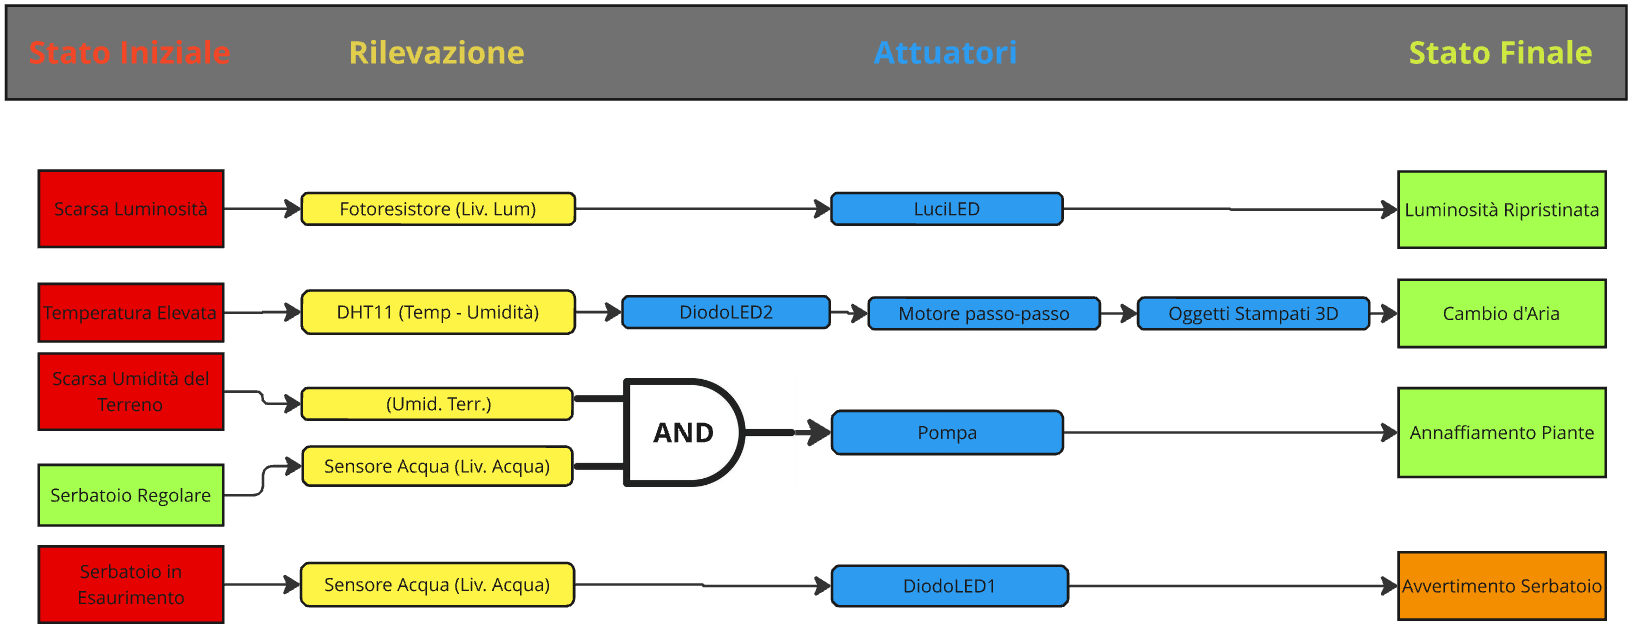 Stato Iniziale
Rilevazione
Attuatori
Stato Finale
Scarsa Luminosità
Fotoresistore (Liv. Lum)
LuciLED
Luminosità Ripristinata
Temperatura Elevata
DHT11 (Temp - Umidità)
DiodoLED2
Motore passo-passo
Oggetti Stampati 3D
Cambio d'Aria
Scarsa Umidità del
Terreno
(Umid. Terr.)
AND
Pompa
Annaffiamento Piante
Serbatoio Regolare
Sensore Acqua (Liv. Acqua)
Serbatoio in
Esaurimento
Sensore Acqua (Liv. Acqua)
DiodoLED1
Avvertimento Serbatoio